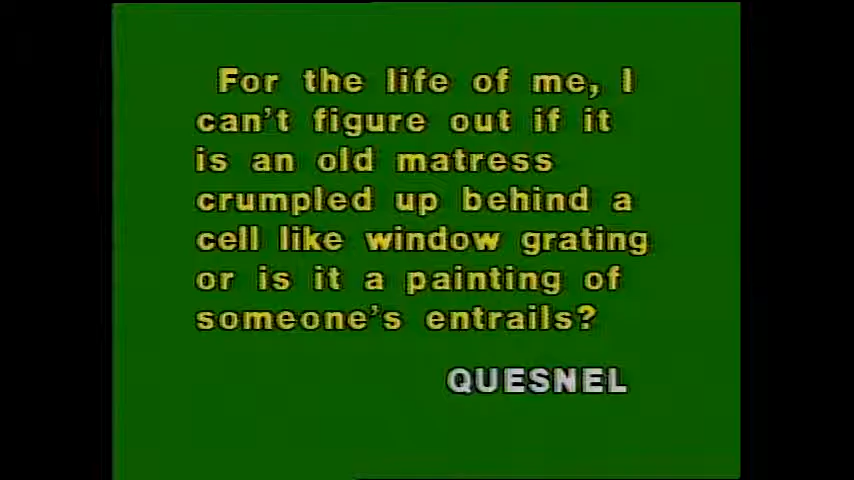 For the life of me, I
can't figure out if it
is an old matress
crumpled up behind a
cell like window grating
or is it a painting of
someone's entrails?
QUESNEL